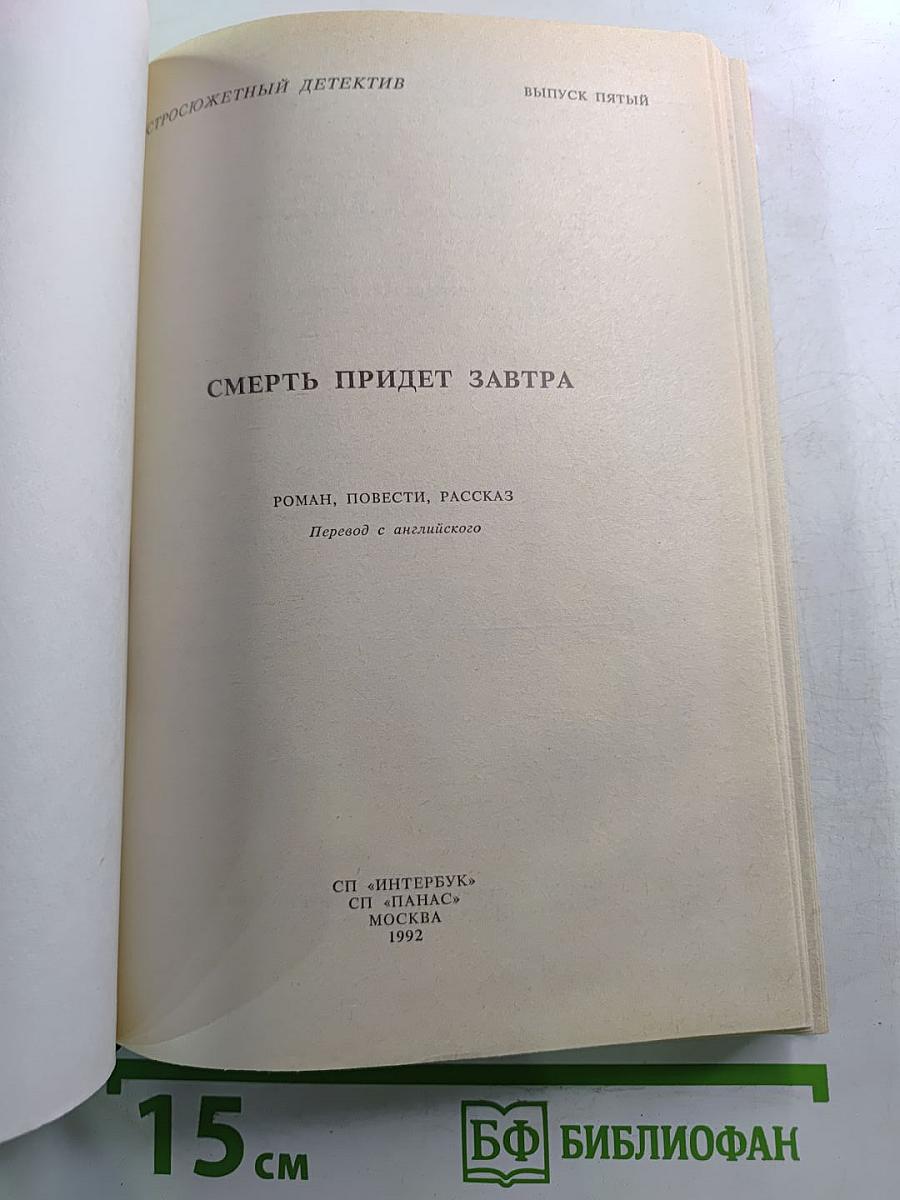 СТРОСЮЖЕТНЫЙ ДЕТЕКТИВ
ВЫПУСК ПЯТЫЙ
СМЕРТЬ ПРИДЕТ ЗАВТРА
РОМАН, ПОВЕСТИ, РАССКАЗ
Перевод с английского
СП «ИНТЕРБУК»
СП «ПАНАС»
МОСКВА
1992
15 см
БФ БИБЛИОФАН